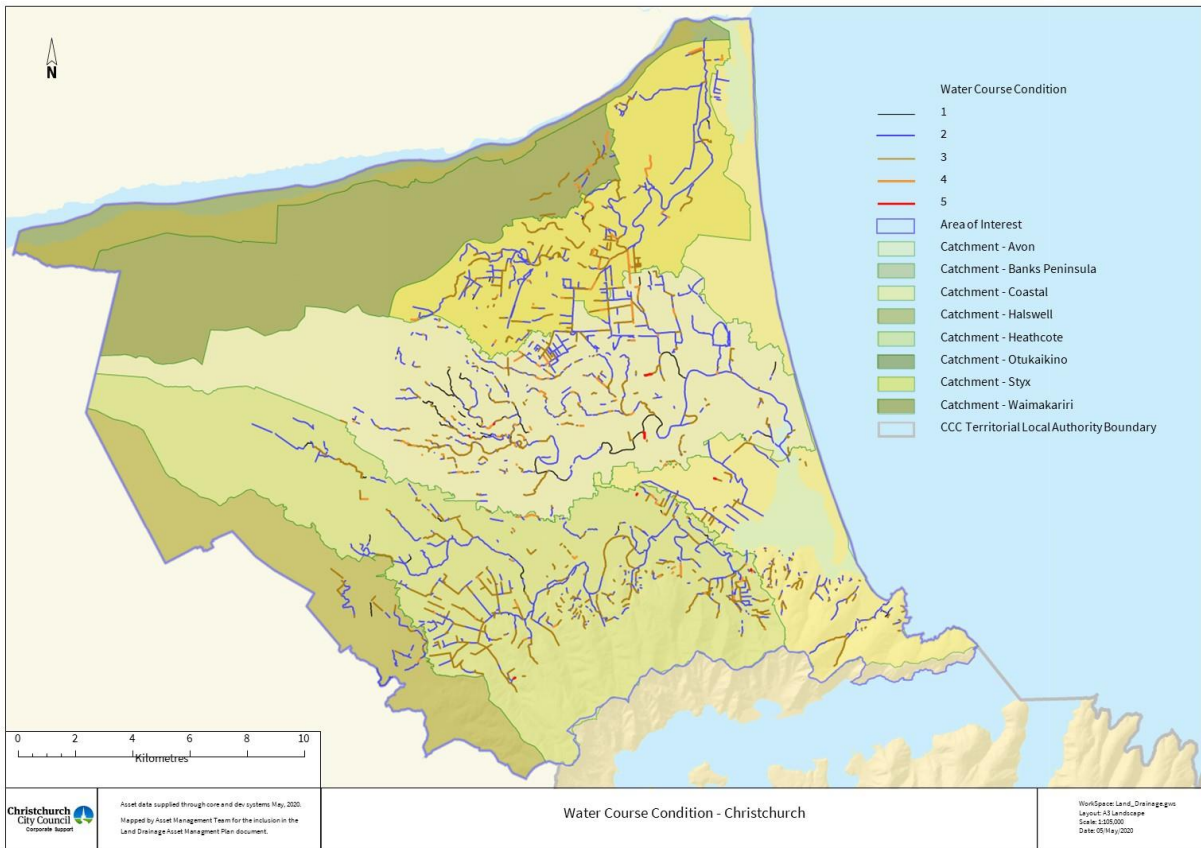 N
Water Course Condition
1
2
3
4
5
Area of Interest
Catchment - Avon
Catchment - Banks Peninsula
Catchment - Coastal
Catchment - Halswell
Catchment - Heathcote
Catchment - Otukaikino
Catchment - Styx
Catchment - Waimakariri
CCC Territorial Local Authority Boundary
0 2 4 6 8 10
Kilometres
Christchurch
City Council
Corporate Support
Asset data supplied through core and dev systems May, 2020.
Mapped by Asset Management Team for the inclusion in the
Land Drainage Asset Managment Plan document.
Water Course Condition - Christchurch
WorkSpace: Land_Drainage.gws
Layout: A3 Landscape
Scale: 1:105,000
Date: 05/May/2020